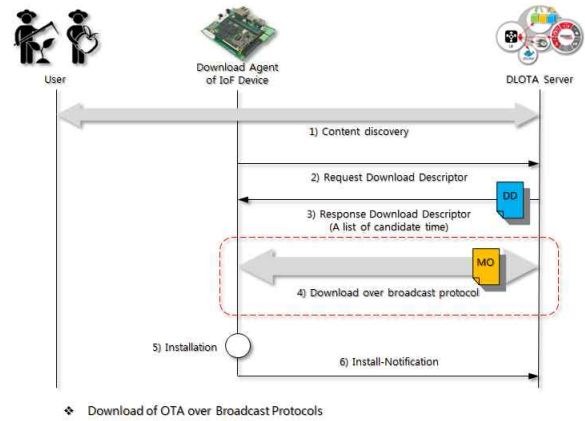 User
Download Agent
of IoF Device
DLOTA Server
1) Content discovery
2) Request Download Descriptor
DD
3) Response Download Descriptor
(A list of candidate time)
MO
4) Download over broadcast protocol
5) Installation
6) Install-Notification
❖ Download of OTA over Broadcast Protocols